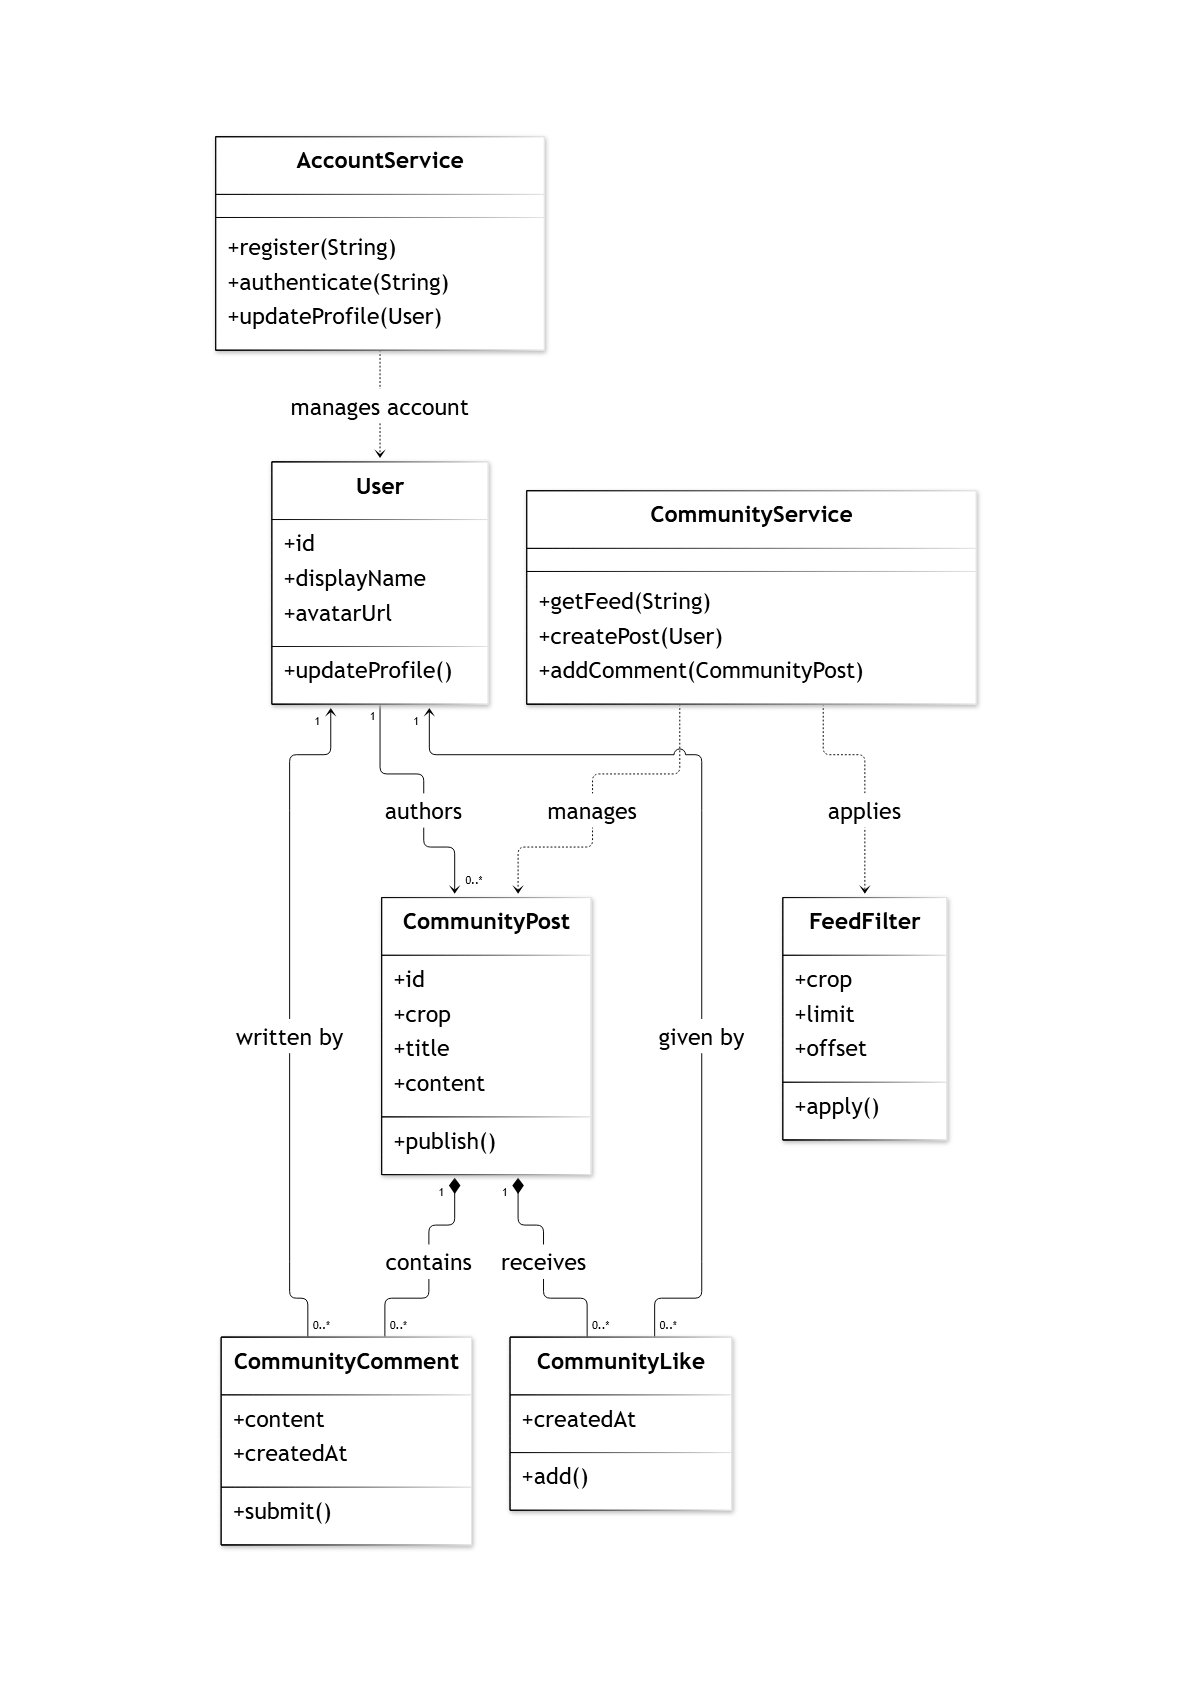 AccountService
+register(String)
+authenticate(String)
+updateProfile(User)
manages account
User
+id
+displayName
+avatarUrl
+updateProfile()
CommunityService
+getFeed(String)
+createPost(User)
+addComment(CommunityPost)
1
1
1
authors
manages
applies
0..*
CommunityPost
+id
+crop
+title
+content
+publish()
FeedFilter
+crop
+limit
+offset
+apply()
written by
given by
1
1
contains
receives
0..*
0..*
0..*
0..*
CommunityComment
+content
+createdAt
+submit()
CommunityLike
+createdAt
+add()